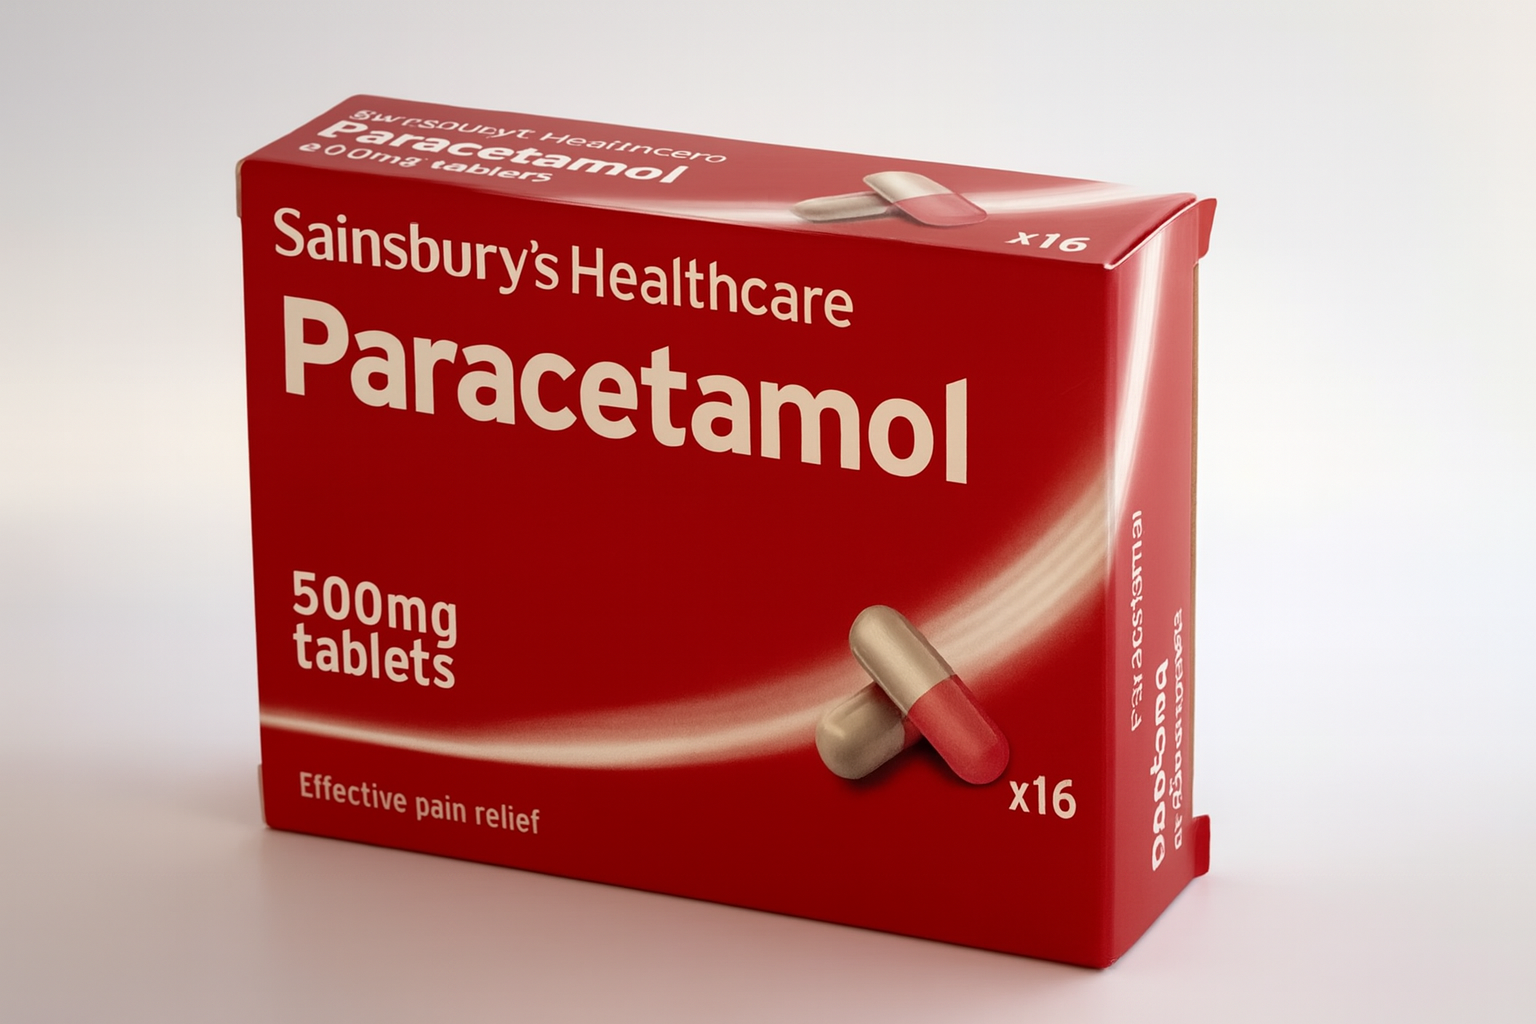 Paracetamol
x16
Sainsbury's Healthcare
Paracetamol
500mg
tablets
Effective pain relief
x16